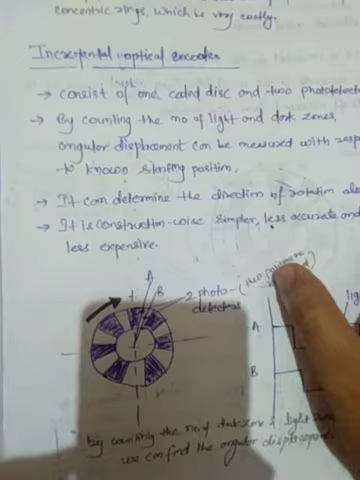 concentric rings, which is very costly.
Incremental optical encoder
→ consist of one coded disc and two photodetect
→ By counting the no of light and dark zones,
angular displacement can be measured with resp
to known starting position.
→ It can determine the direction of rotation als
→ It is construction-wise simpler, less accurate and
less expensive.
A
B
2 photo-
detectors
A
B
by counting the no of dark zone & light
we can find the angular displacement